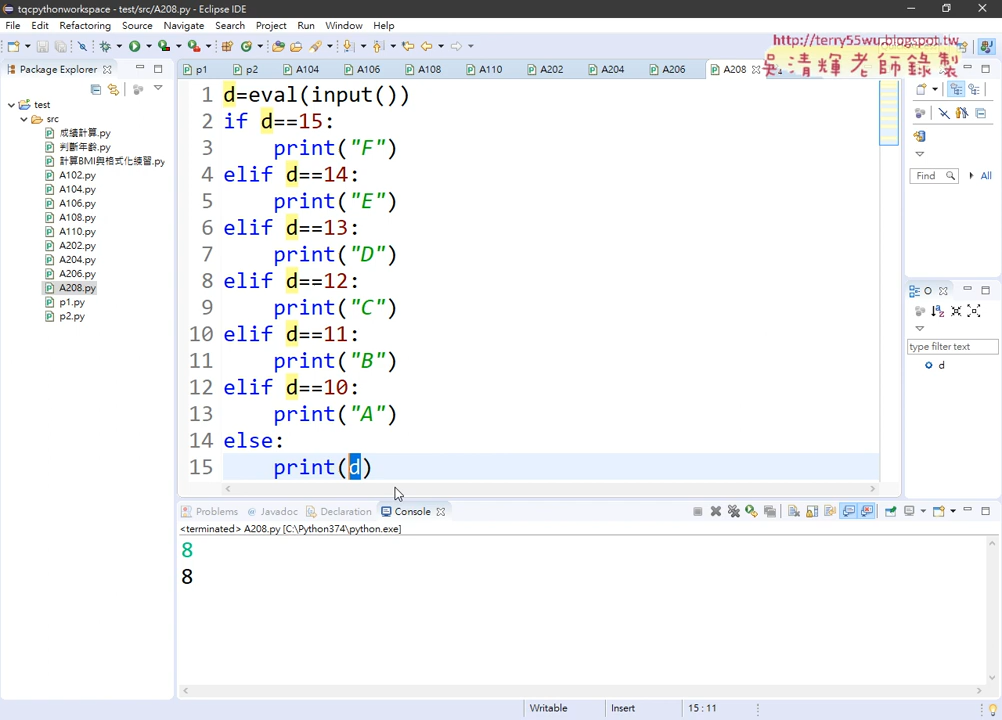 tqcpythonworkspace - test/src/A208.py - Eclipse IDE
File Edit Refactoring Source Navigate Search Project Run Window Help
http://terry55wu.blogspot.tw
吳清輝老師錄製
Package Explorer
p1 p2 A104 A106 A108 A110 A202 A204 A206 A208
test
src
成績計算.py
判斷年齡.py
計算BMI與格式化練習.py
A102.py
A104.py
A106.py
A108.py
A110.py
A202.py
A204.py
A206.py
A208.py
p1.py
p2.py
1 d=eval(input())
2 if d==15:
3 print("F")
4 elif d==14:
5 print("E")
6 elif d==13:
7 print("D")
8 elif d==12:
9 print("C")
10 elif d==11:
11 print("B")
12 elif d==10:
13 print("A")
14 else:
15 print(d)
Find All
O
type filter text
d
Problems Javadoc Declaration Console
<terminated> A208.py [C:\Python374\python.exe]
8
8
Writable Insert 15 : 11